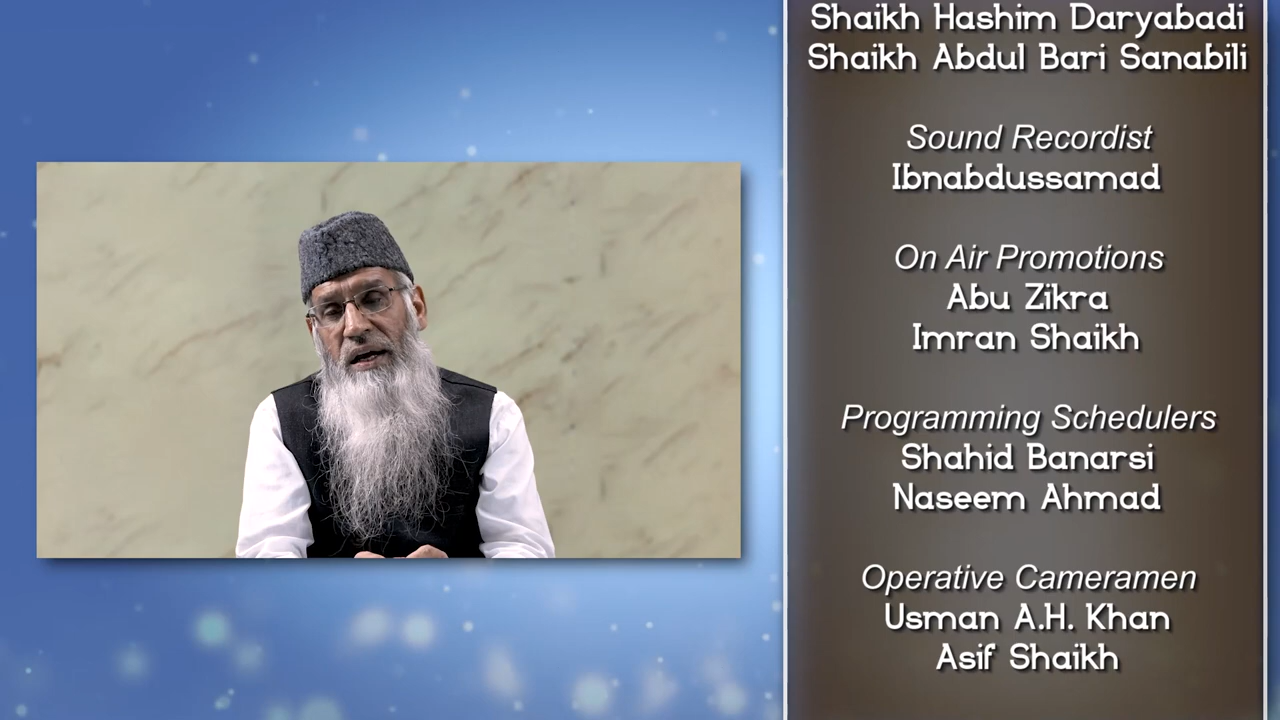 Shaikh Hashim Daryabadi
Shaikh Abdul Bari Sanabili
Sound Recordist
Ibnabdussamad
On Air Promotions
Abu Zikra
Imran Shaikh
Programming Schedulers
Shahid Banarsi
Naseem Ahmad
Operative Cameramen
Usman A.H. Khan
Asif Shaikh